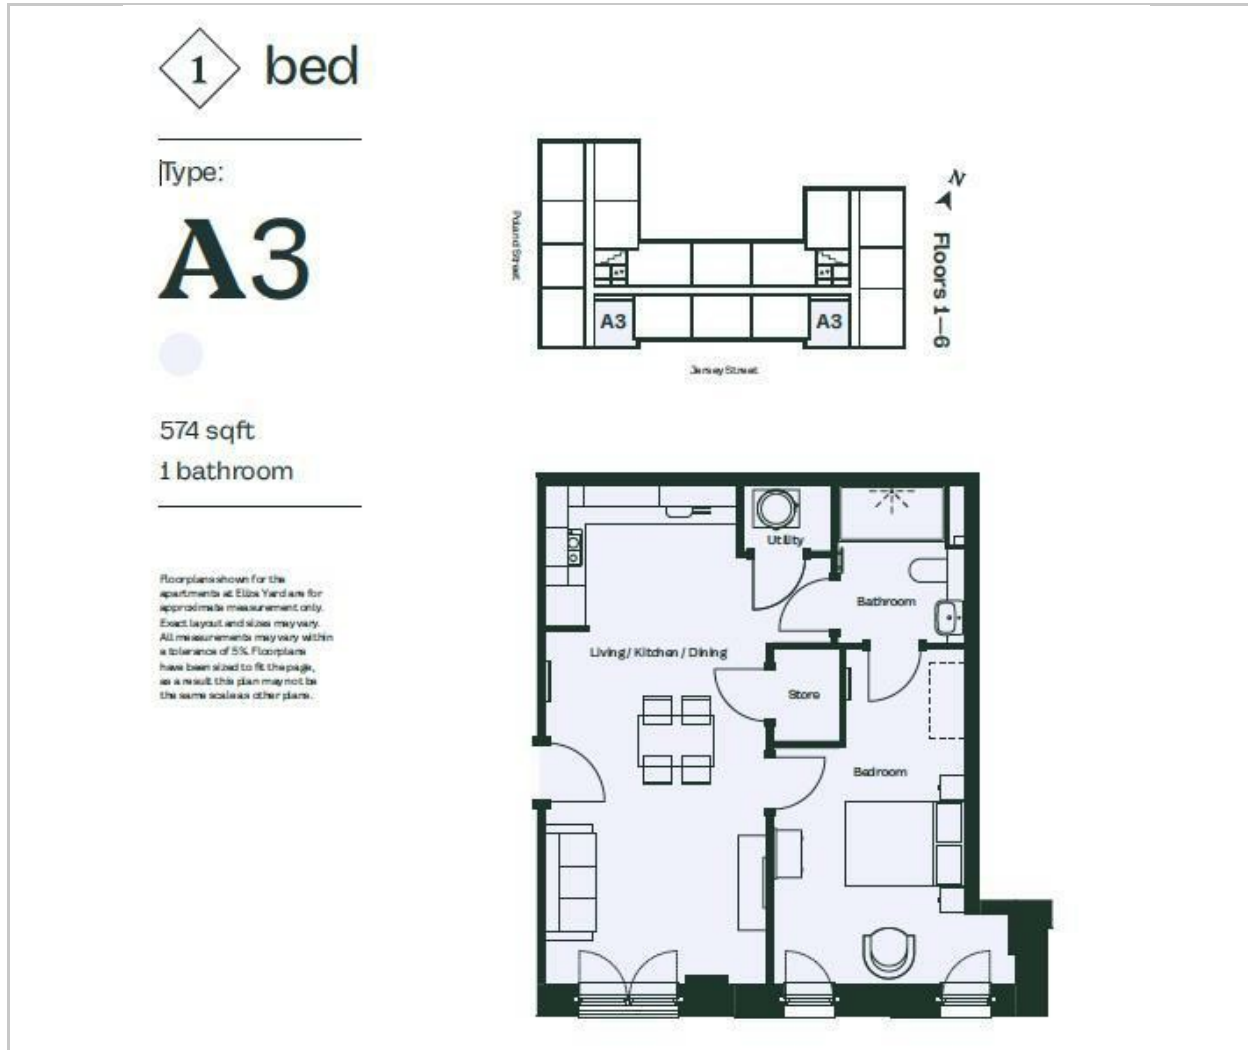 1 bed
Type:
A3
574 sqft
1 bathroom
Floorplans shown for the
apartments at Eliza Yard are for
approximate measurement only.
Exact layout and sizes may vary.
All measurements may vary within
a tolerance of 5%. Floorplans
have been sized to fit the page,
as a result this plan may not be
the same scale as other plans.
Poland Street
A3
A3
Jersey Street
N
Floors 1—6
Utility
Bathroom
Living / Kitchen / Dining
Store
Bedroom